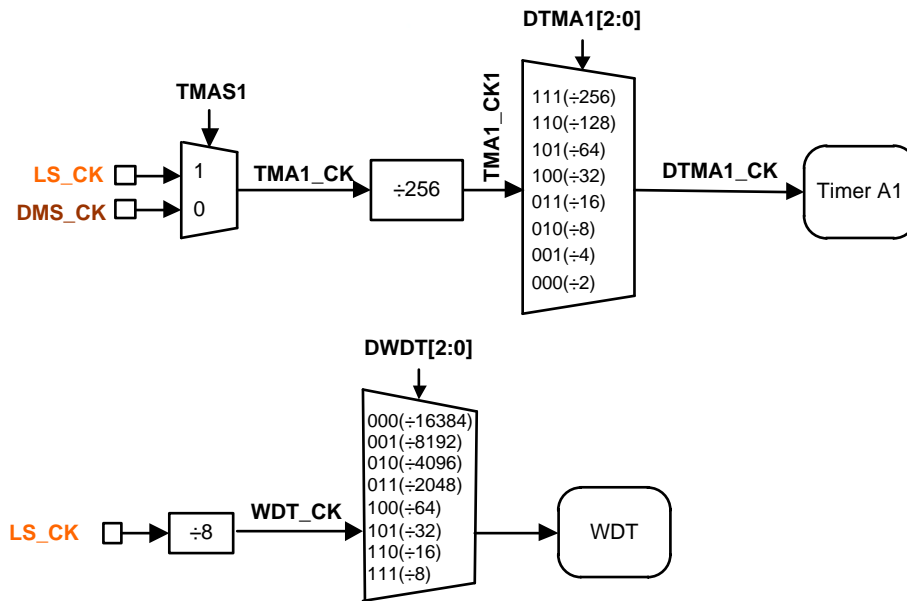 DTMA1[2:0]
TMAS1
TMA1_CK1
111(÷256)
110(÷128)
101(÷64)
100(÷32)
011(÷16)
010(÷8)
001(÷4)
000(÷2)
LS_CK
1
TMA1_CK
÷256
DTMA1_CK
Timer A1
DMS_CK
0
DWDT[2:0]
000(÷16384)
001(÷8192)
010(÷4096)
011(÷2048)
100(÷64)
101(÷32)
110(÷16)
111(÷8)
LS_CK
÷8
WDT_CK
WDT